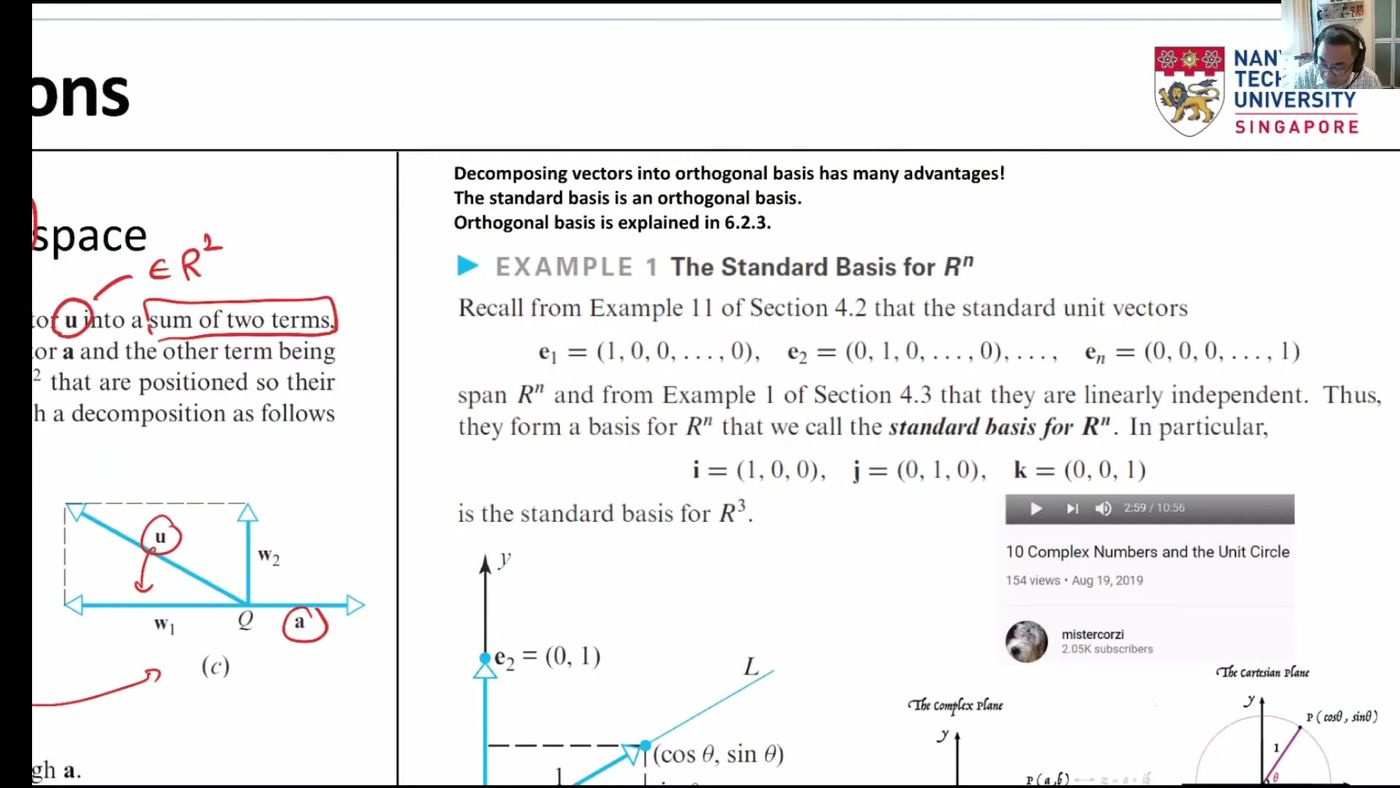 ons
NAN
TECH
UNIVERSITY
SINGAPORE
space
∈ R²
tor u into a sum of two terms,
or a and the other term being
² that are positioned so their
h a decomposition as follows
u
w₂
w₁
Q
a
(c)
gh a.
Decomposing vectors into orthogonal basis has many advantages!
The standard basis is an orthogonal basis.
Orthogonal basis is explained in 6.2.3.
EXAMPLE 1 The Standard Basis for Rⁿ
Recall from Example 11 of Section 4.2 that the standard unit vectors
e₁ = (1, 0, 0, . . . , 0), e₂ = (0, 1, 0, . . . , 0), . . . , eₙ = (0, 0, 0, . . . , 1)
span Rⁿ and from Example 1 of Section 4.3 that they are linearly independent. Thus,
they form a basis for Rⁿ that we call the standard basis for Rⁿ. In particular,
i = (1, 0, 0), j = (0, 1, 0), k = (0, 0, 1)
is the standard basis for R³.
2:59 / 10:56
10 Complex Numbers and the Unit Circle
154 views • Aug 19, 2019
mistercorzi
2.05K subscribers
y
e₂ = (0, 1)
L
(cos θ, sin θ)
1
The Complex Plane
y
P (a,b)
z = a + ib
The Cartesian Plane
y
P (cosθ, sinθ)
1
θ